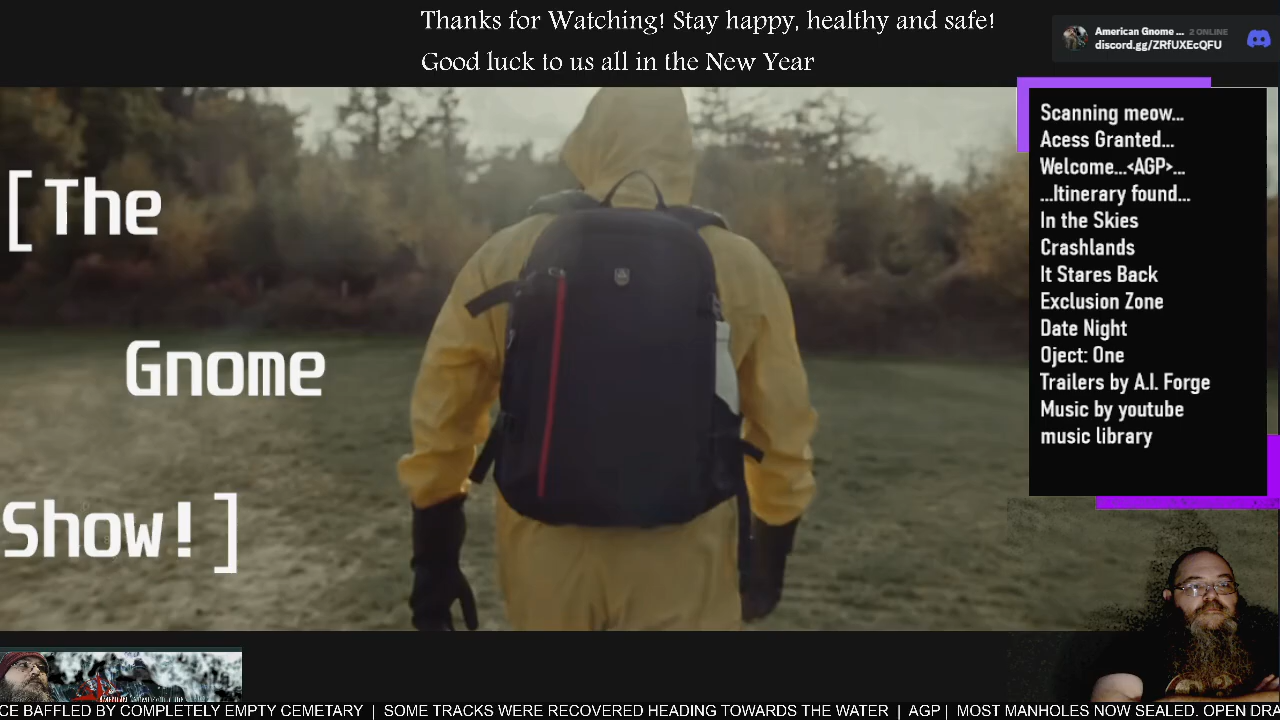 Thanks for Watching! Stay happy, healthy and safe!
Good luck to us all in the New Year
American Gnome ... 2 ONLINE
discord.gg/ZRfUXEcQFU
[The
Gnome
Show!]
Scanning meow...
Acess Granted...
Welcome...<AGP>...
...Itinerary found...
In the Skies
Crashlands
It Stares Back
Exclusion Zone
Date Night
Oject: One
Trailers by A.I. Forge
Music by youtube
music library
CE BAFFLED BY COMPLETELY EMPTY CEMETARY | SOME TRACKS WERE RECOVERED HEADING TOWARDS THE WATER | AGP | MOST MANHOLES NOW SEALED, OPEN DRA